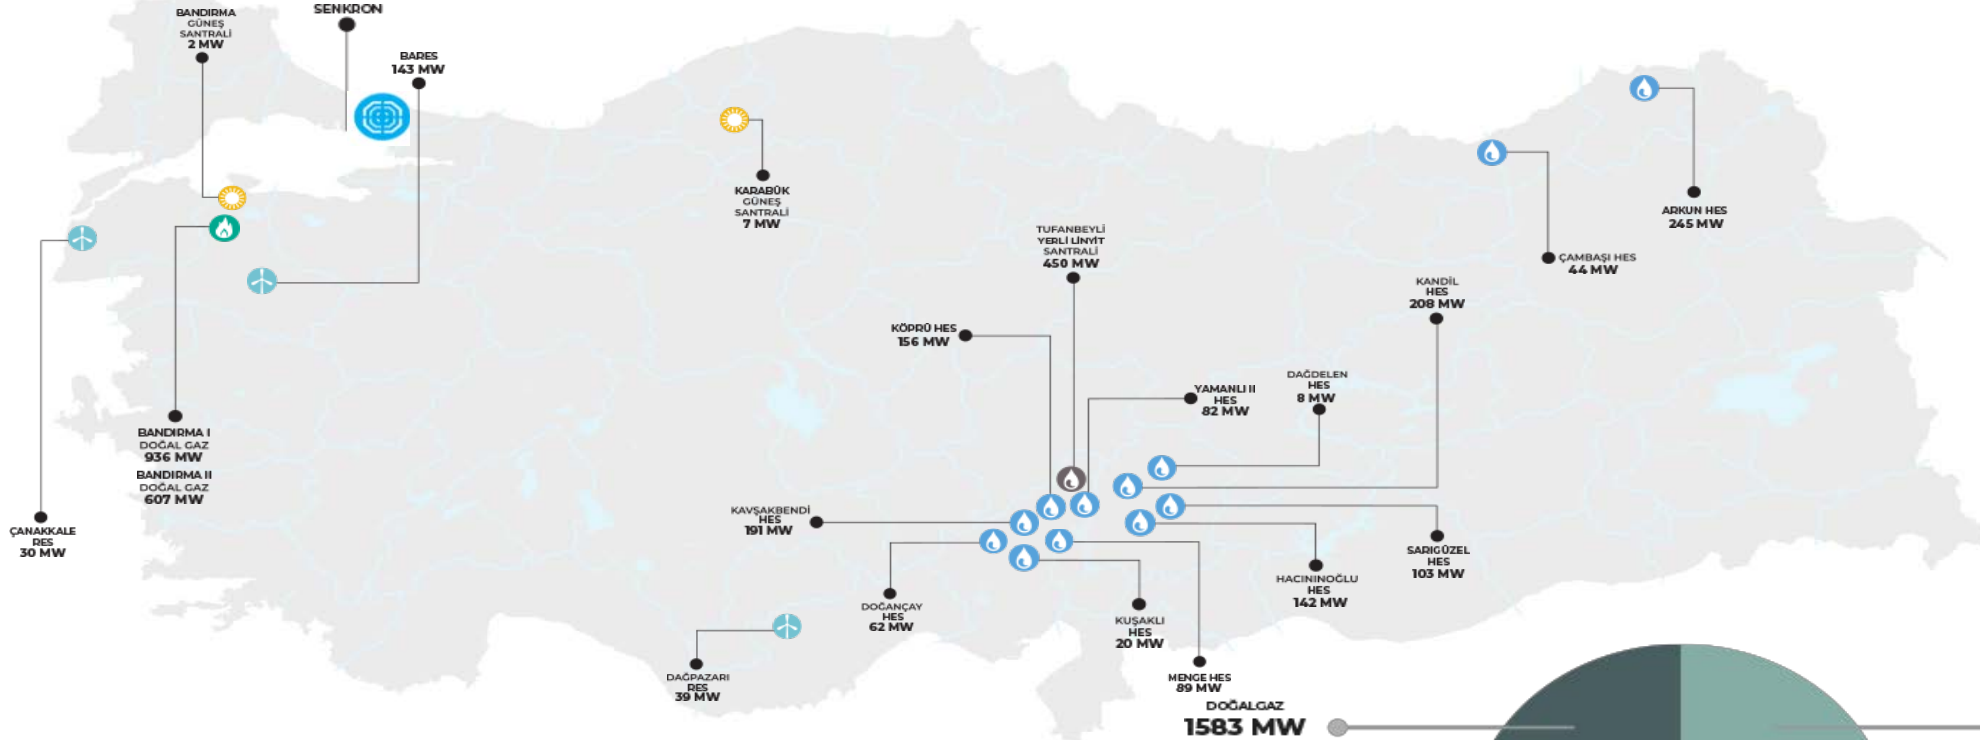 BANDIRMA
GÜNEŞ
SANTRALİ
2 MW
SENKRON
BARES
143 MW
KARABÜK
GÜNEŞ
SANTRALİ
7 MW
ARKUN HES
245 MW
ÇAMBAŞI HES
44 MW
TUFANBEYLİ
YERLİ LİNYİT
SANTRALİ
450 MW
KANDİL
HES
208 MW
KÖPRÜ HES
156 MW
YAMANLI II
HES
82 MW
DAĞDELEN
HES
8 MW
BANDIRMA I
DOĞAL GAZ
936 MW
BANDIRMA II
DOĞAL GAZ
607 MW
ÇANAKKALE
RES
30 MW
KAVŞAKBENDİ
HES
191 MW
SARIGÜZEL
HES
103 MW
HACININOĞLU
HES
142 MW
DOĞANÇAY
HES
62 MW
KUŞAKLI
HES
20 MW
DAĞPAZARI
RES
39 MW
MENGE HES
89 MW
DOĞALGAZ
1583 MW